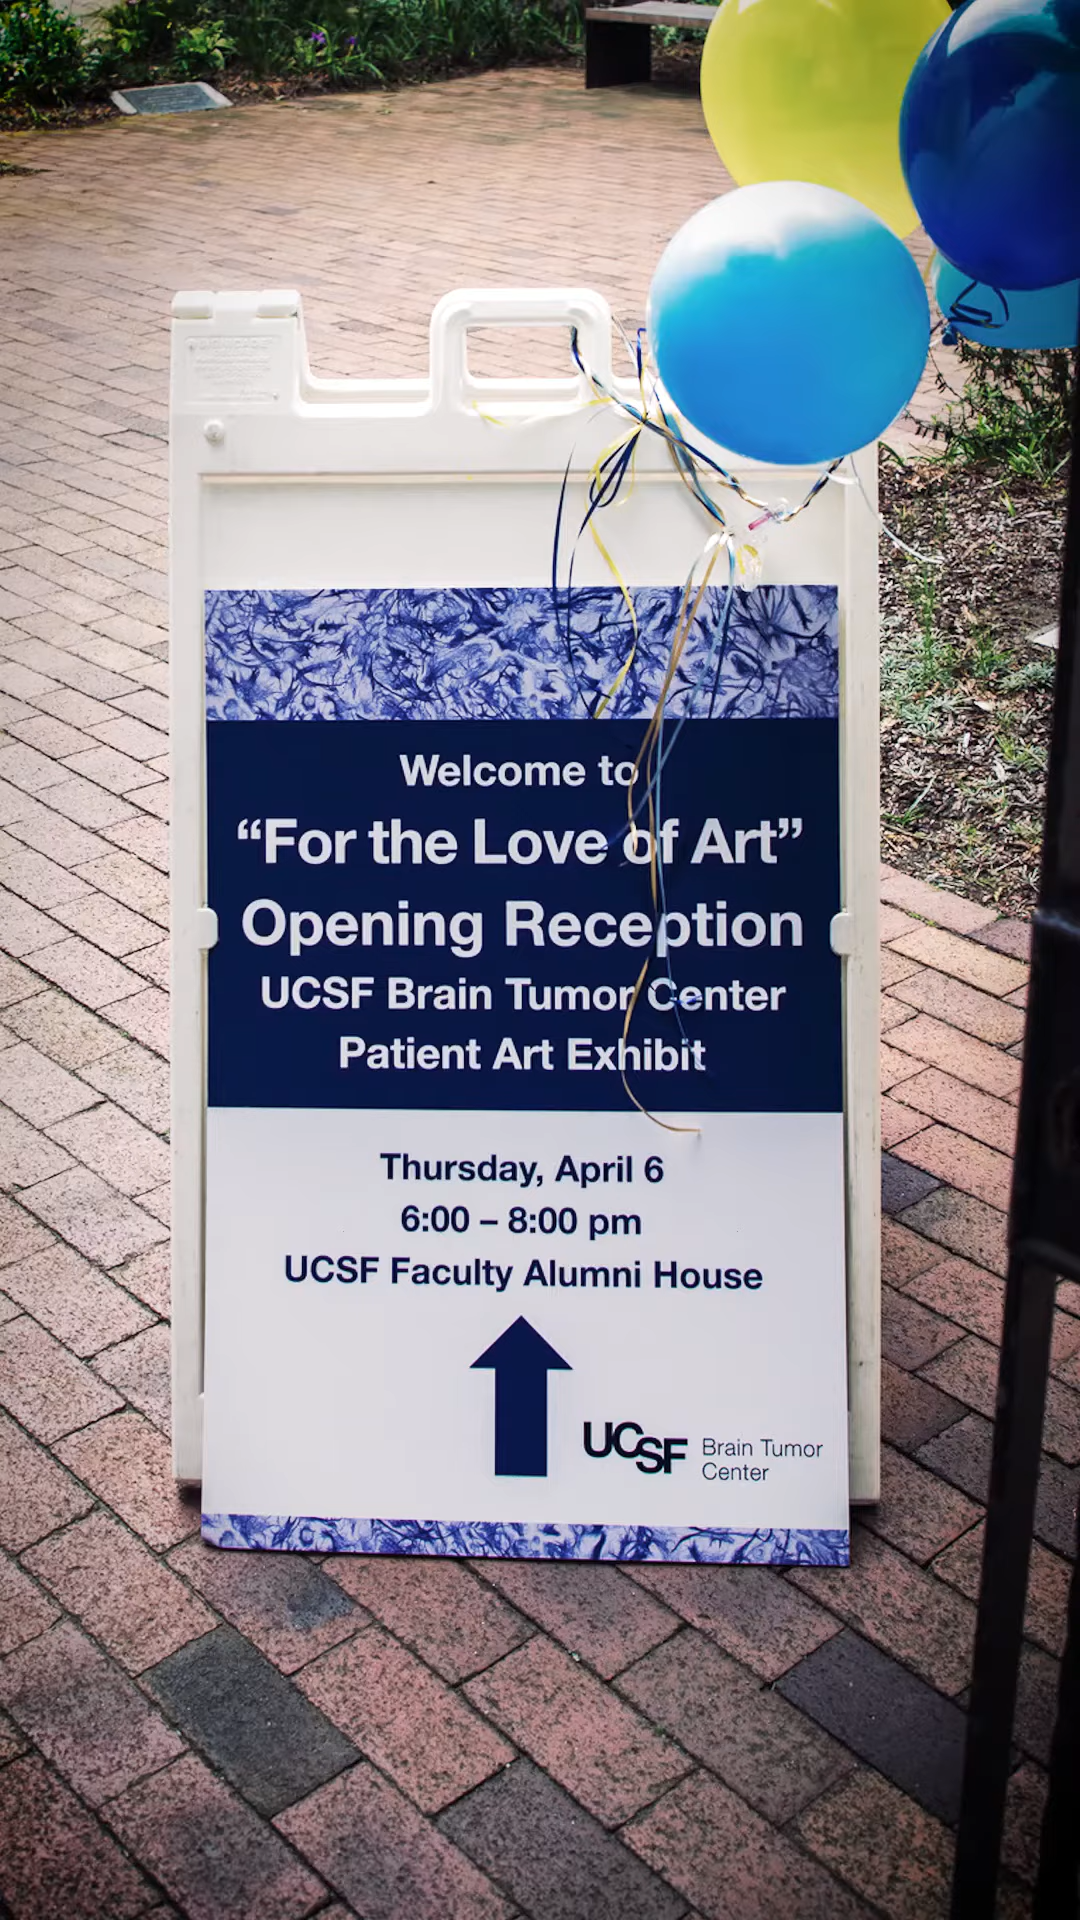 Welcome to
“For the Love of Art”
Opening Reception
UCSF Brain Tumor Center
Patient Art Exhibit
Thursday, April 6
6:00 – 8:00 pm
UCSF Faculty Alumni House
UCSF Brain Tumor
Center